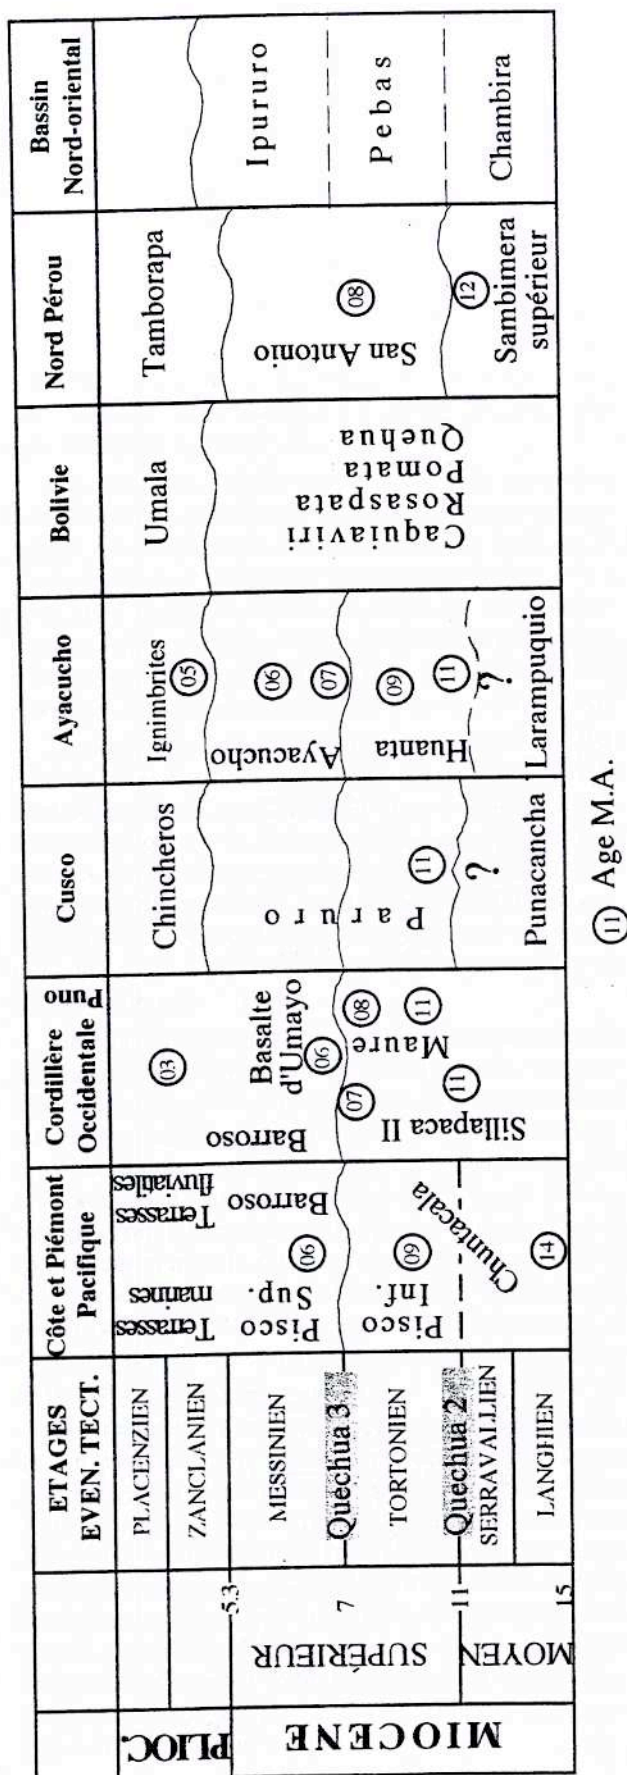 ETAGES
EVEN. TECT.
Côte et Piémont
Pacifique
Cordillère
Occidentale
Puno
Cusco
Ayacucho
Bolivie
Nord Pérou
Bassin
Nord-oriental
PLIOC.
MIOCENE
SUPÉRIEUR
MOYEN
5.3
7
11
15
PLACENZIEN
ZANCLANIEN
MESSINIEN
Quechua 3
TORTONIEN
Quechua 2
SERRAVALLIEN
LANGHIEN
Terrasses
marines
Terrasses
fluviatiles
Pisco
Sup.
Barroso
06
Pisco
Inf.
09
Chuntacala
14
03
Barroso
Basalte
d'Umayo
06
07
08
Maure
11
Sillapaca II
11
Chincheros
Paruro
11
?
Punacancha
Ignimbrites
05
Ayacucho
06
07
Huanta
09
11
?
Larampuquio
Umala
Caquiaviri
Rosaspata
Pomata
Quehua
Tamborapa
San Antonio
08
12
Sambimera
supérieur
Ipururo
Pebas
Chambira
11 Age M.A.